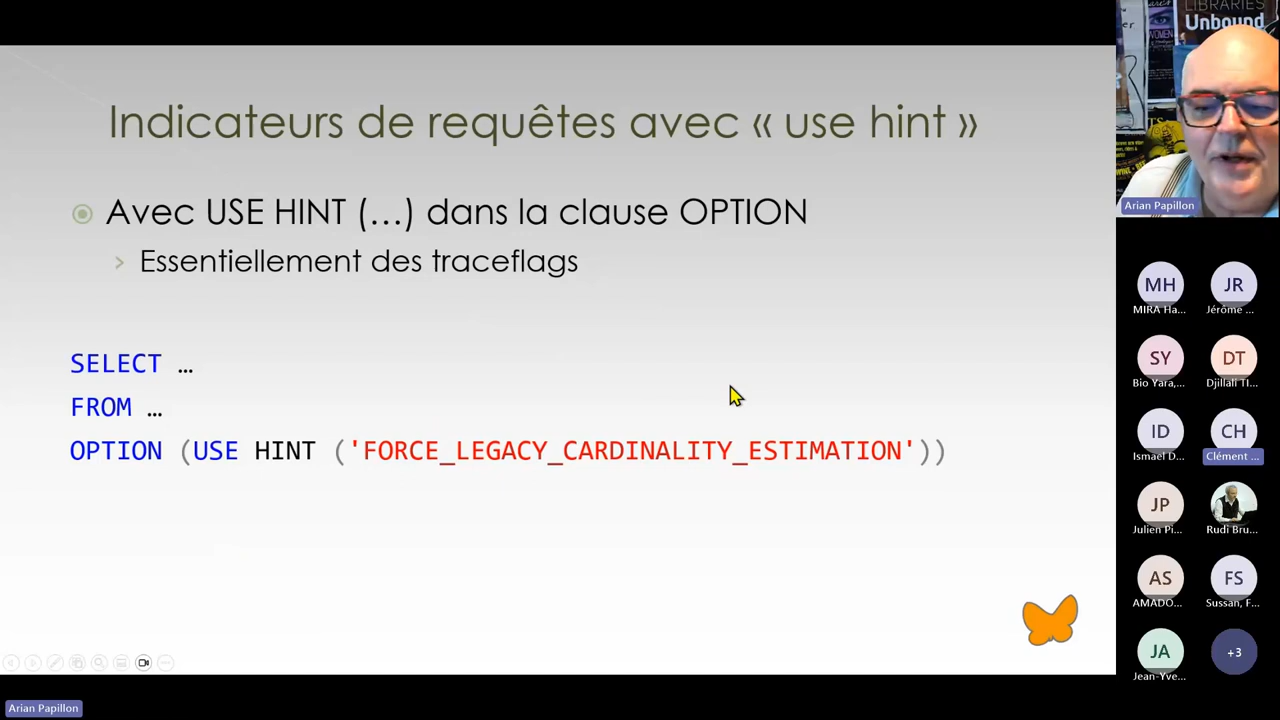 Indicateurs de requêtes avec « use hint »
Avec USE HINT (…) dans la clause OPTION
Essentiellement des traceflags
SELECT …
FROM …
OPTION (USE HINT ('FORCE_LEGACY_CARDINALITY_ESTIMATION'))
LIBRARIES
Unbound
Arian Papillon
MH
JR
MIRA Ha...
Jérôme ...
SY
DT
Bio Yara,...
Djillali TI...
ID
CH
Ismael D...
Clément ...
JP
Julien Pi...
Rudi Bru...
AS
FS
AMADO...
Sussan, F...
JA
+3
Jean-Yve...
Arian Papillon